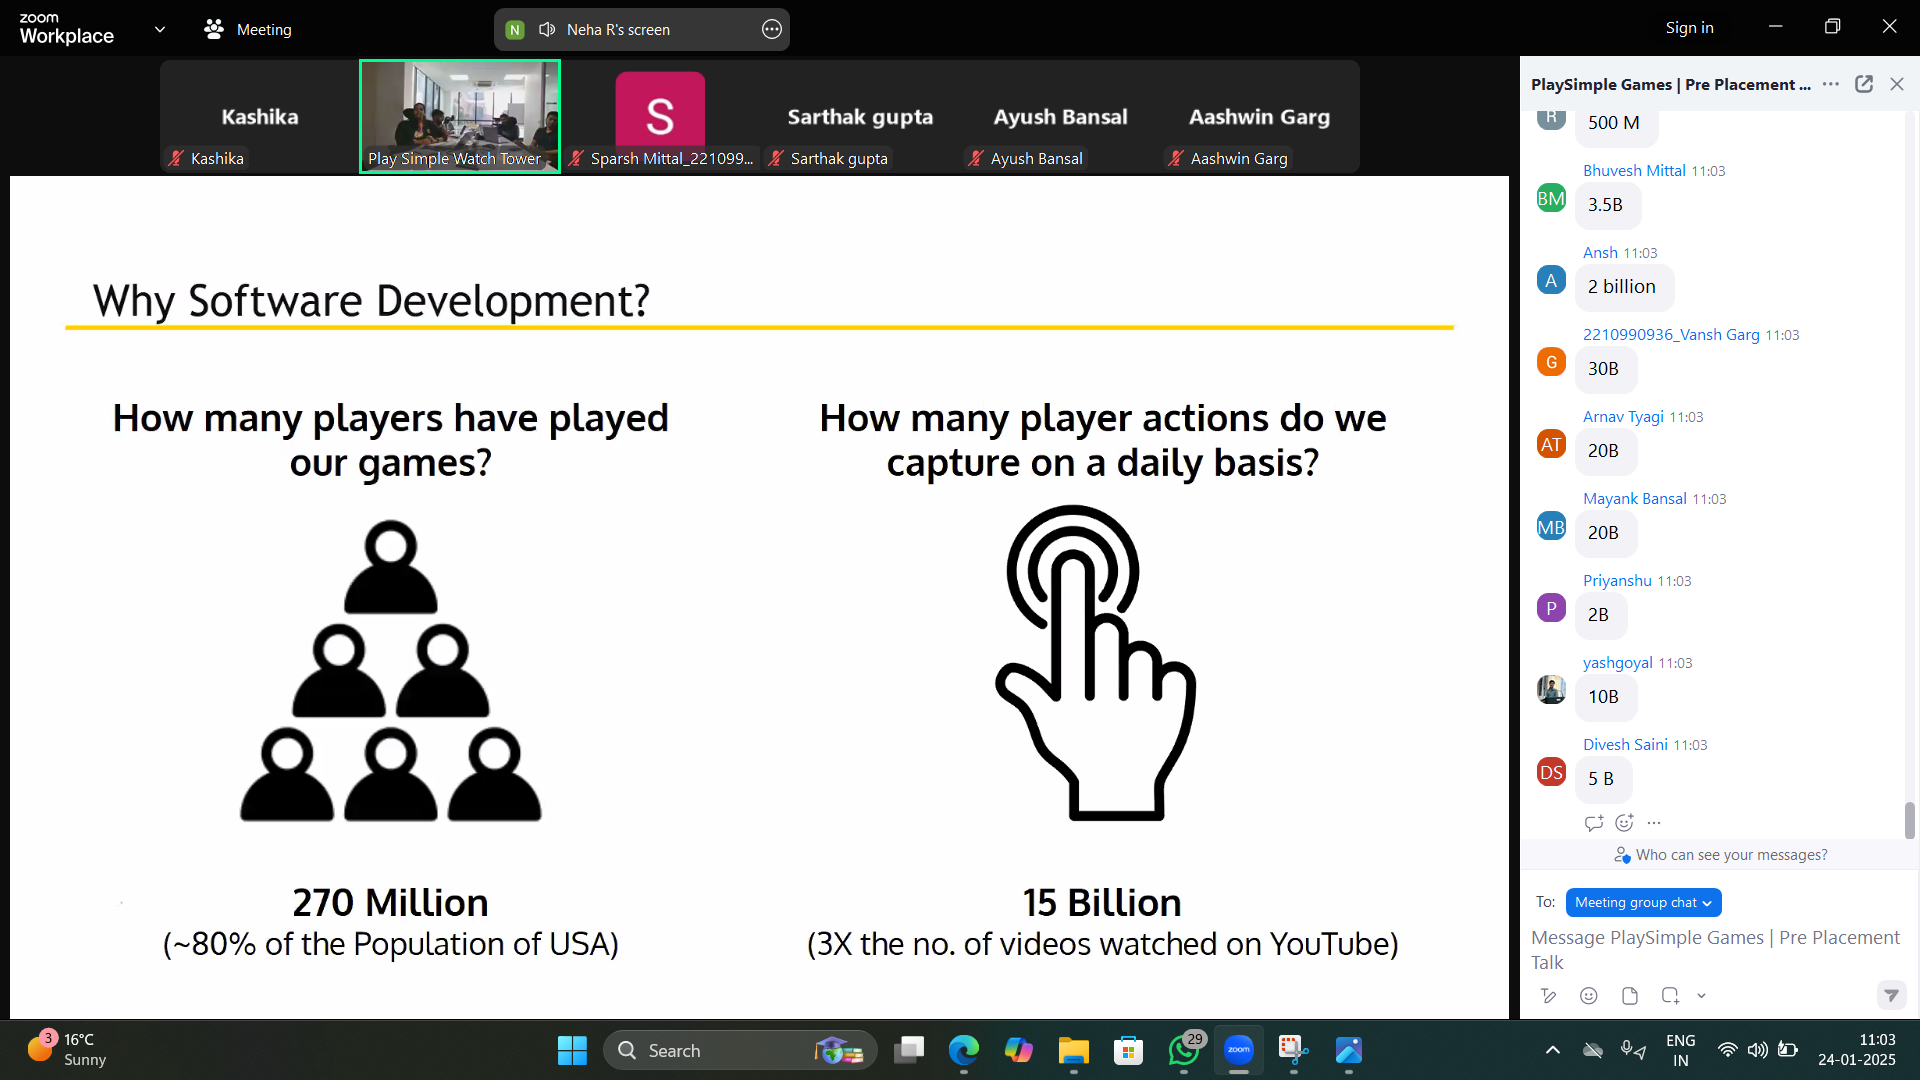 zoom
Workplace
Meeting
N
Neha R's screen
Sign in
Kashika
Kashika
Play Simple Watch Tower
S
Sparsh Mittal_221099...
Sarthak gupta
Sarthak gupta
Ayush Bansal
Ayush Bansal
Aashwin Garg
Aashwin Garg
Why Software Development?
How many players have played
our games?
270 Million
(~80% of the Population of USA)
How many player actions do we
capture on a daily basis?
15 Billion
(3X the no. of videos watched on YouTube)
PlaySimple Games | Pre Placement ...
R
500 M
Bhuvesh Mittal 11:03
BM
3.5B
Ansh 11:03
A
2 billion
2210990936_Vansh Garg 11:03
G
30B
Arnav Tyagi 11:03
AT
20B
Mayank Bansal 11:03
MB
20B
Priyanshu 11:03
P
2B
yashgoyal 11:03
10B
Divesh Saini 11:03
DS
5 B
Who can see your messages?
To: Meeting group chat
Message PlaySimple Games | Pre Placement
Talk
3
16°C
Sunny
Search
29
zoom
ENG
IN
11:03
24-01-2025